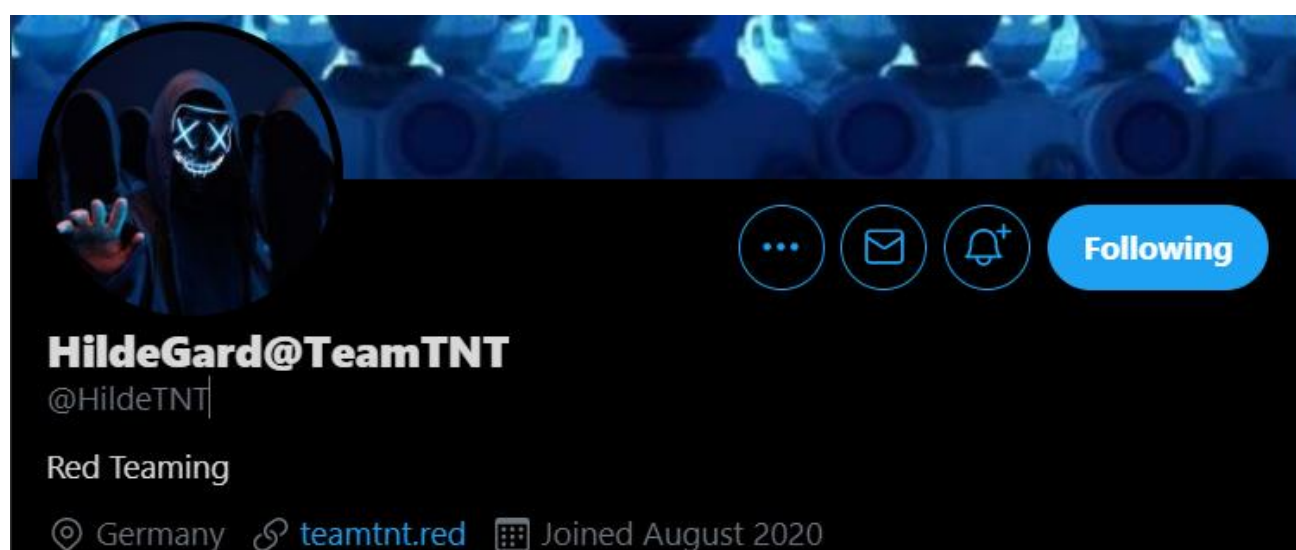 Following
HildeGard@TeamTNT
@HildeTNT
Red Teaming
Germany teamtnt.red Joined August 2020